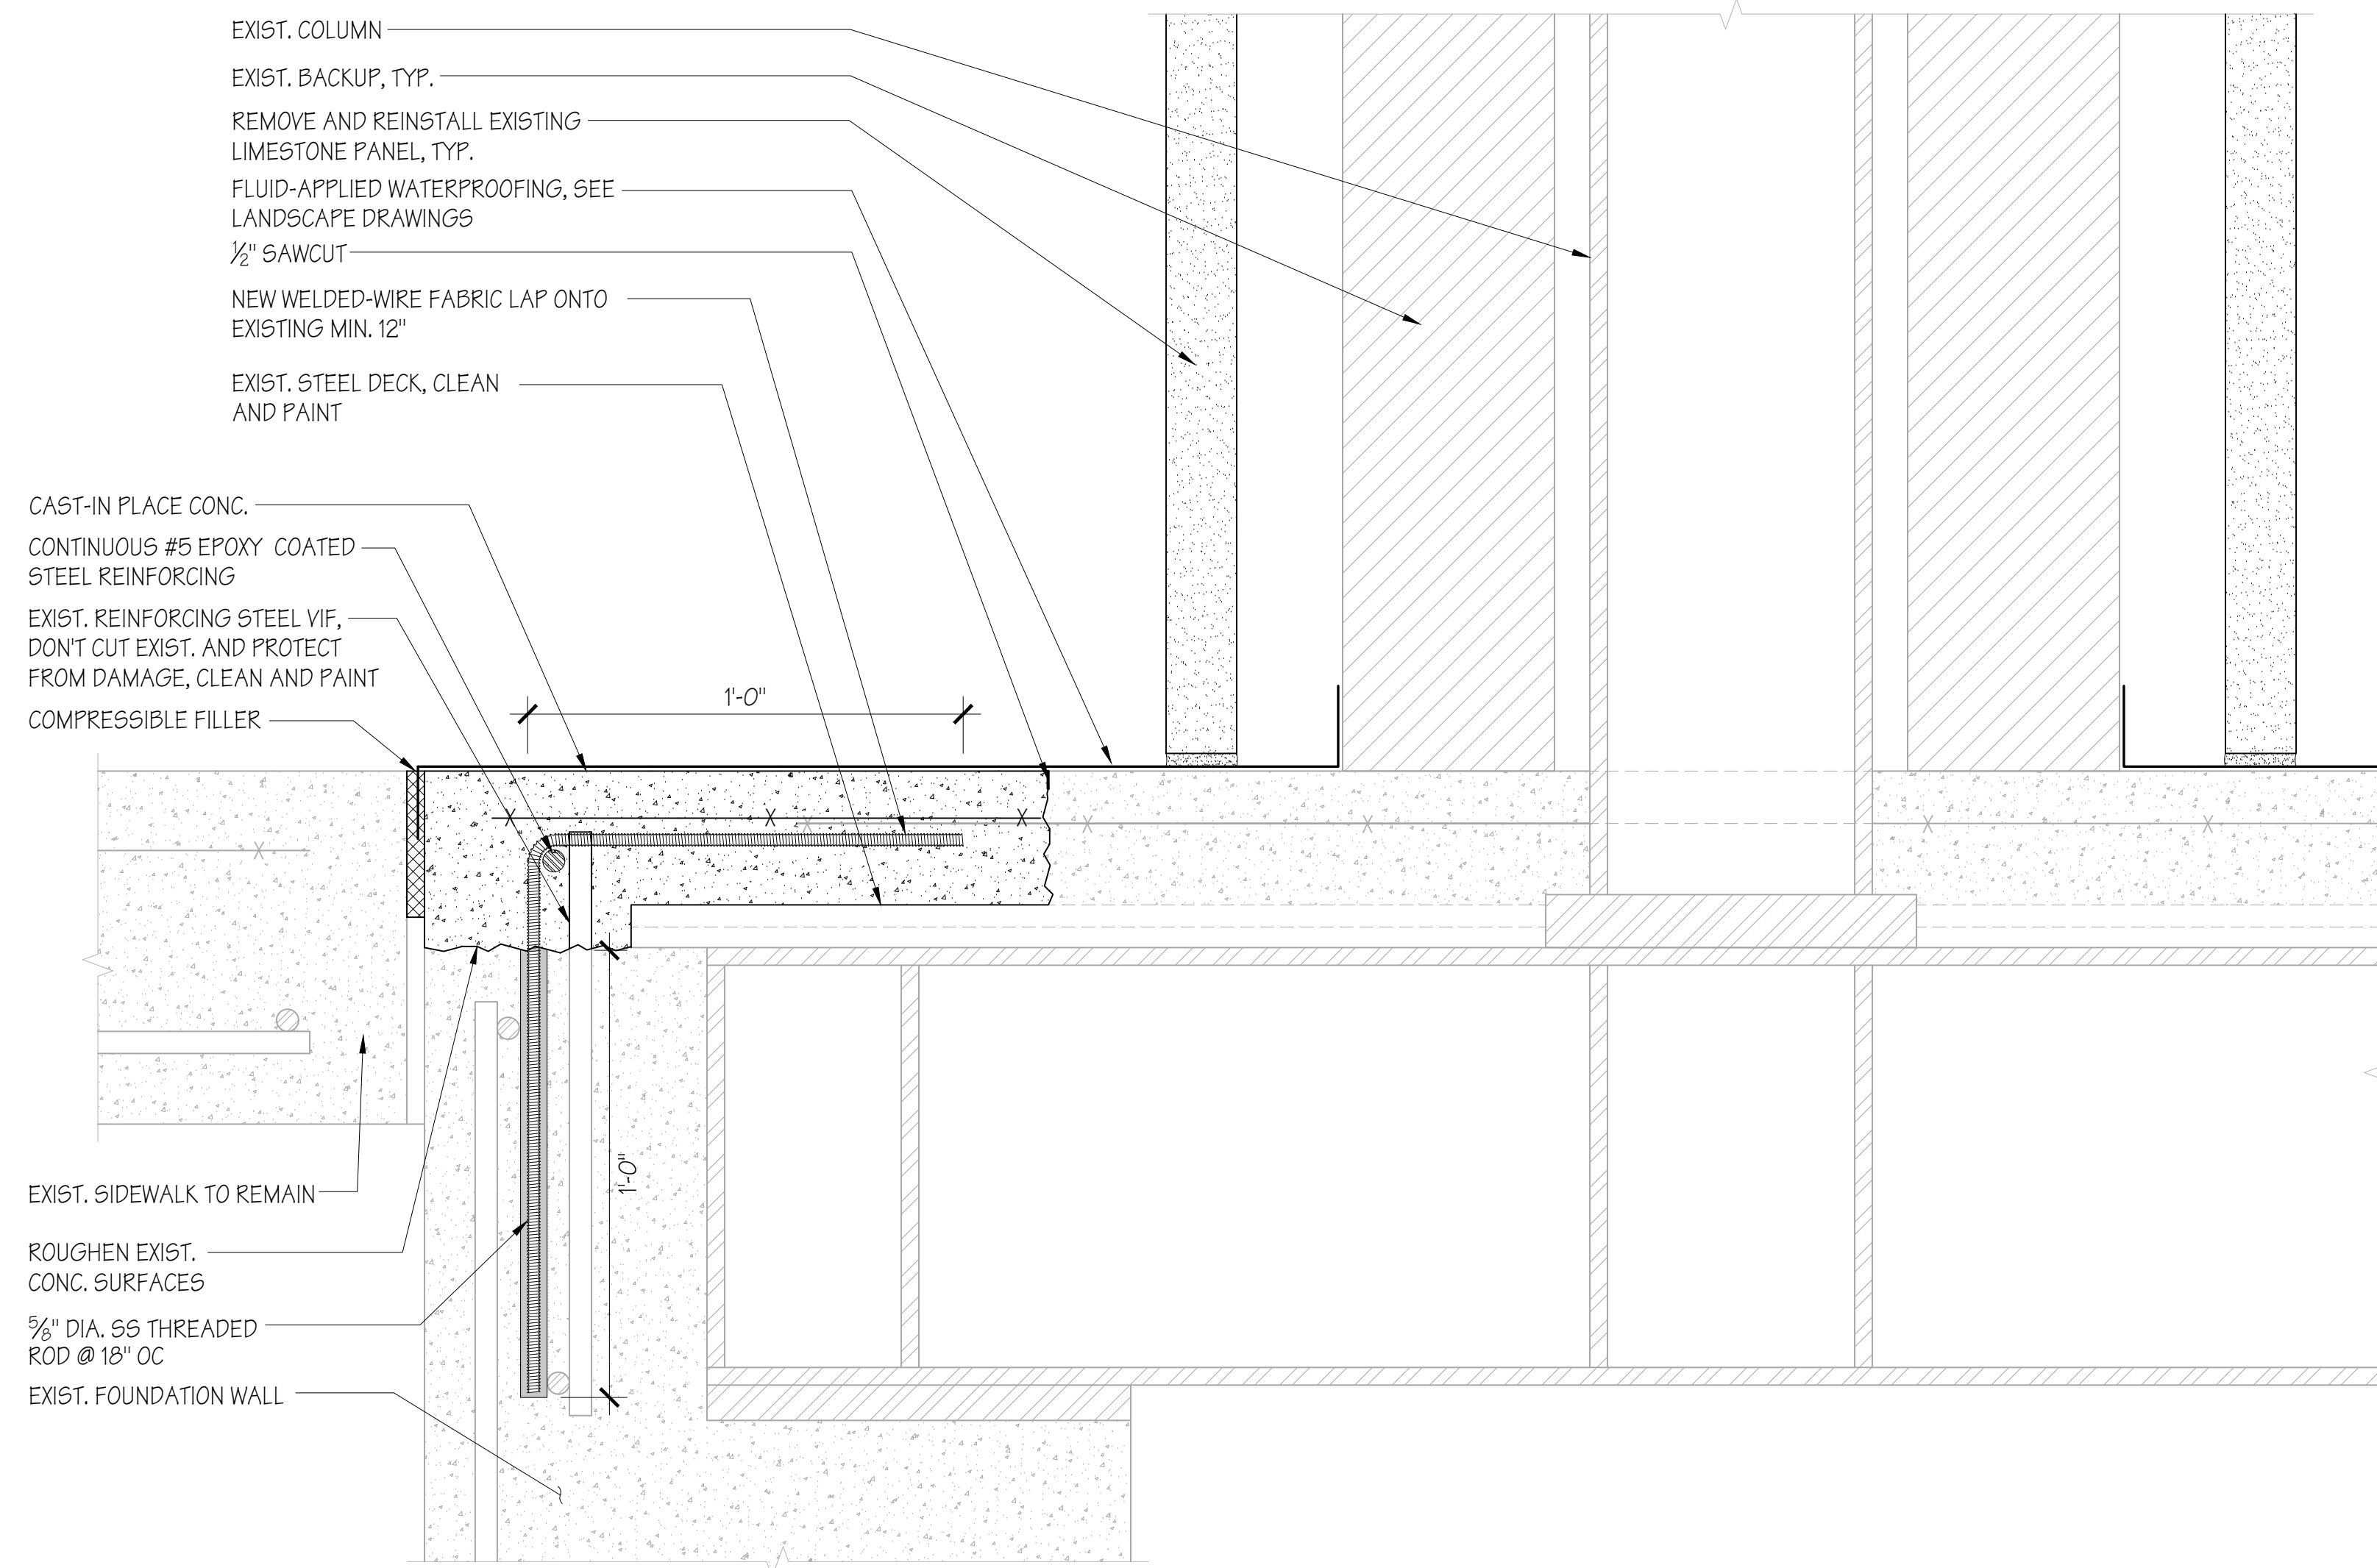 EXIST. COLUMN
EXIST. BACKUP, TYP.
REMOVE AND REINSTALL EXISTING
LIMESTONE PANEL, TYP.
FLUID-APPLIED WATERPROOFING, SEE
LANDSCAPE DRAWINGS
1/2" SAWCUT
NEW WELDED-WIRE FABRIC LAP ONTO
EXISTING MIN. 12"
EXIST. STEEL DECK, CLEAN
AND PAINT
CAST-IN PLACE CONC.
CONTINUOUS #5 EPOXY COATED
STEEL REINFORCING
EXIST. REINFORCING STEEL VIF,
DON'T CUT EXIST. AND PROTECT
FROM DAMAGE, CLEAN AND PAINT
COMPRESSIBLE FILLER
1'-0"
1'-0"
EXIST. SIDEWALK TO REMAIN
ROUGHEN EXIST.
CONC. SURFACES
5/8" DIA. SS THREADED
ROD @ 18" OC
EXIST. FOUNDATION WALL